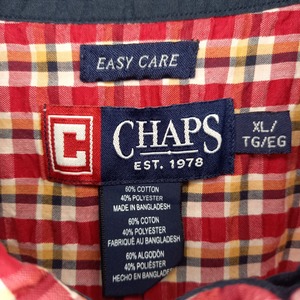 EASY CARE
C
CHAPS
EST. 1978
XL/
TG/EG
60% COTTON
40% POLYESTER
MADE IN BANGLADESH
60% COTON
40% POLYESTER
FABRIQUÉ AU BANGLADESH
60% ALGODÓN
40% POLIÉSTER
HECHO EN BANGLADESH